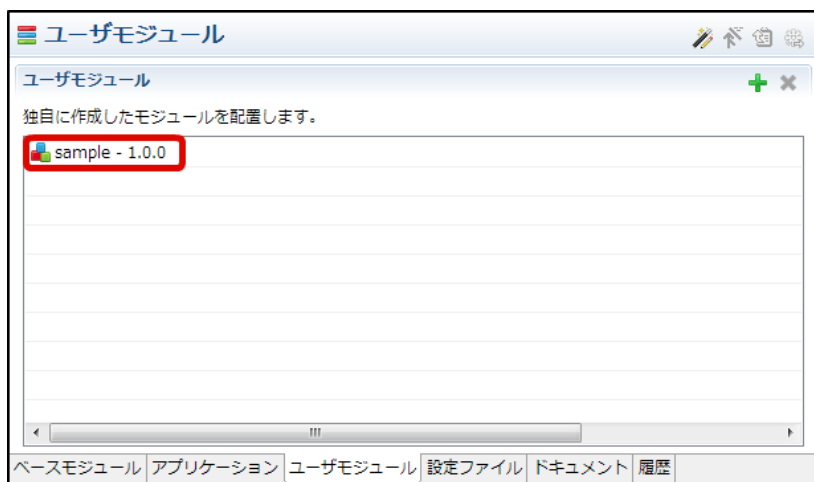 ユーザモジュール
ユーザモジュール
独自に作成したモジュールを配置します。
sample - 1.0.0
ベースモジュール アプリケーション ユーザモジュール 設定ファイル ドキュメント 履歴